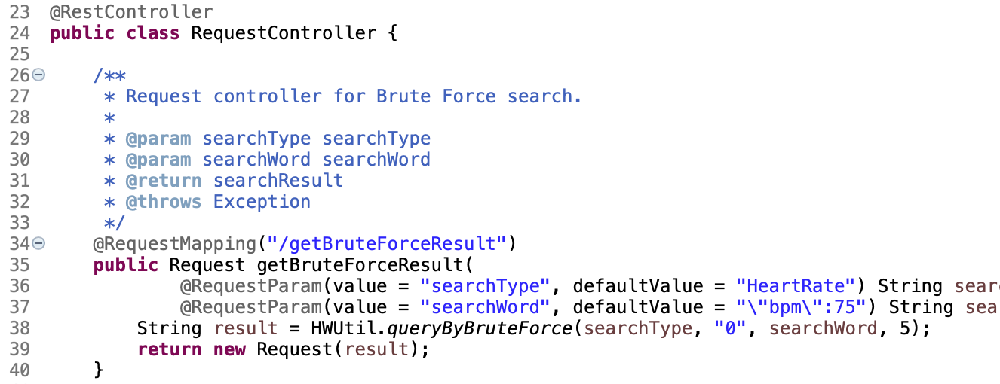 23 @RestController
24 public class RequestController {
25
26 /**
27 * Request controller for Brute Force search.
28 *
29 * @param searchType searchType
30 * @param searchWord searchWord
31 * @return searchResult
32 * @throws Exception
33 */
34 @RequestMapping("/getBruteForceResult")
35 public Request getBruteForceResult(
36 @RequestParam(value = "searchType", defaultValue = "HeartRate") String sear
37 @RequestParam(value = "searchWord", defaultValue = "\"bpm\":75") String sea
38 String result = HWUtil.queryByBruteForce(searchType, "0", searchWord, 5);
39 return new Request(result);
40 }